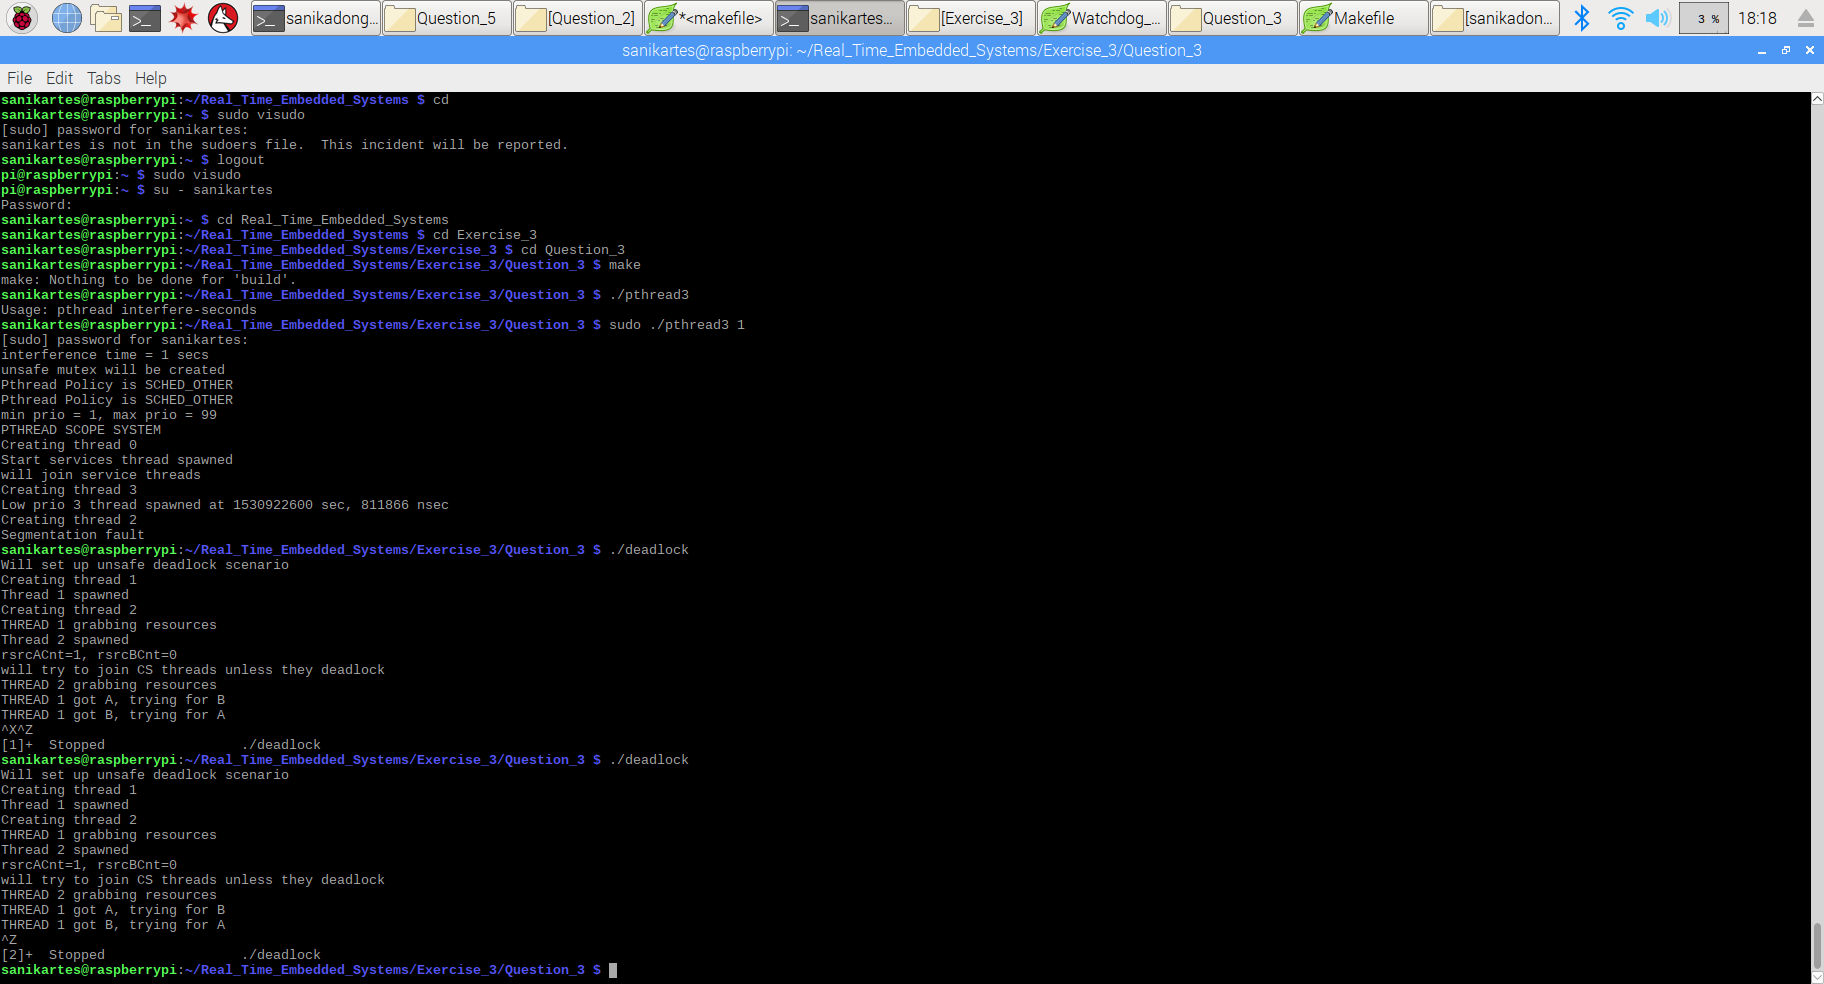 sanikadong... Question_5 [Question_2] *<makefile> sanikartes... [Exercise_3] Watchdog_... Question_3 Makefile [sanikadon... 3 % 18:18
sanikartes@raspberrypi: ~/Real_Time_Embedded_Systems/Exercise_3/Question_3
File Edit Tabs Help
sanikartes@raspberrypi:~/Real_Time_Embedded_Systems $ cd
sanikartes@raspberrypi:~ $ sudo visudo
[sudo] password for sanikartes:
sanikartes is not in the sudoers file.  This incident will be reported.
sanikartes@raspberrypi:~ $ logout
pi@raspberrypi:~ $ sudo visudo
pi@raspberrypi:~ $ su - sanikartes
Password:
sanikartes@raspberrypi:~ $ cd Real_Time_Embedded_Systems
sanikartes@raspberrypi:~/Real_Time_Embedded_Systems $ cd Exercise_3
sanikartes@raspberrypi:~/Real_Time_Embedded_Systems/Exercise_3 $ cd Question_3
sanikartes@raspberrypi:~/Real_Time_Embedded_Systems/Exercise_3/Question_3 $ make
make: Nothing to be done for 'build'.
sanikartes@raspberrypi:~/Real_Time_Embedded_Systems/Exercise_3/Question_3 $ ./pthread3
Usage: pthread interfere-seconds
sanikartes@raspberrypi:~/Real_Time_Embedded_Systems/Exercise_3/Question_3 $ sudo ./pthread3 1
[sudo] password for sanikartes:
interference time = 1 secs
unsafe mutex will be created
Pthread Policy is SCHED_OTHER
Pthread Policy is SCHED_OTHER
min prio = 1, max prio = 99
PTHREAD SCOPE SYSTEM
Creating thread 0
Start services thread spawned
will join service threads
Creating thread 3
Low prio 3 thread spawned at 1530922600 sec, 811866 nsec
Creating thread 2
Segmentation fault
sanikartes@raspberrypi:~/Real_Time_Embedded_Systems/Exercise_3/Question_3 $ ./deadlock
Will set up unsafe deadlock scenario
Creating thread 1
Thread 1 spawned
Creating thread 2
THREAD 1 grabbing resources
Thread 2 spawned
rsrcACnt=1, rsrcBCnt=0
will try to join CS threads unless they deadlock
THREAD 2 grabbing resources
THREAD 1 got A, trying for B
THREAD 1 got B, trying for A
^X^Z
[1]+  Stopped                 ./deadlock
sanikartes@raspberrypi:~/Real_Time_Embedded_Systems/Exercise_3/Question_3 $ ./deadlock
Will set up unsafe deadlock scenario
Creating thread 1
Thread 1 spawned
Creating thread 2
THREAD 1 grabbing resources
Thread 2 spawned
rsrcACnt=1, rsrcBCnt=0
will try to join CS threads unless they deadlock
THREAD 2 grabbing resources
THREAD 1 got A, trying for B
THREAD 1 got B, trying for A
^Z
[2]+  Stopped                 ./deadlock
sanikartes@raspberrypi:~/Real_Time_Embedded_Systems/Exercise_3/Question_3 $